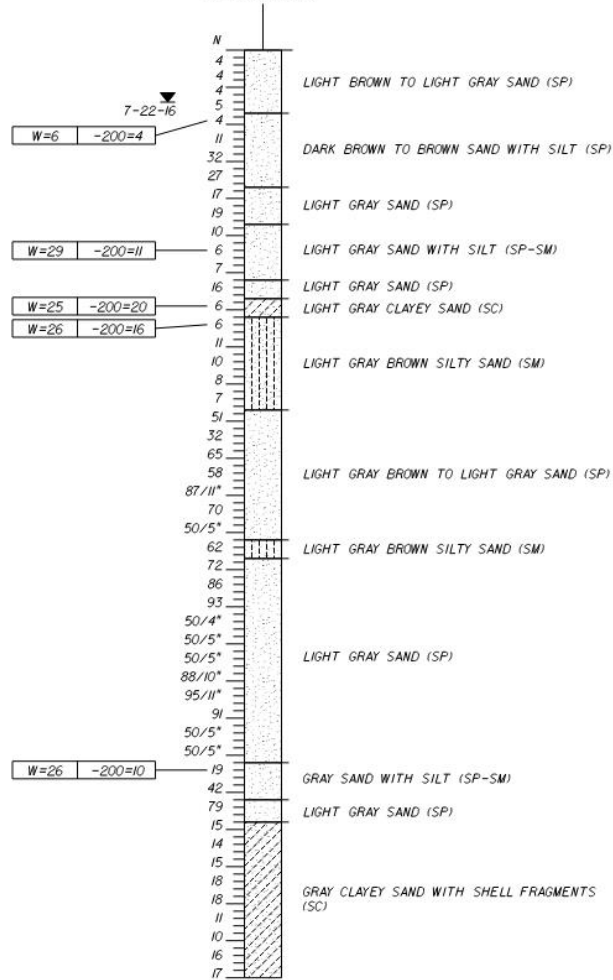 N
4
4
LIGHT BROWN TO LIGHT GRAY SAND (SP)
4
5
7-22-16
4
W=6 -200=4
11
DARK BROWN TO BROWN SAND WITH SILT (SP)
32
27
17
LIGHT GRAY SAND (SP)
19
10
W=29 -200=11 6 LIGHT GRAY SAND WITH SILT (SP-SM)
7
16 LIGHT GRAY SAND (SP)
W=25 -200=20 6 LIGHT GRAY CLAYEY SAND (SC)
W=26 -200=16 6
11
10 LIGHT GRAY BROWN SILTY SAND (SM)
8
7
51
32
65
58 LIGHT GRAY BROWN TO LIGHT GRAY SAND (SP)
87/11"
70
50/5"
62 LIGHT GRAY BROWN SILTY SAND (SM)
72
86
93
50/4"
50/5"
50/5" LIGHT GRAY SAND (SP)
88/10"
95/11"
91
50/5"
50/5"
W=26 -200=10 19
GRAY SAND WITH SILT (SP-SM)
42
79 LIGHT GRAY SAND (SP)
15
14
15
18
GRAY CLAYEY SAND WITH SHELL FRAGMENTS
18
(SC)
11
10
16
17